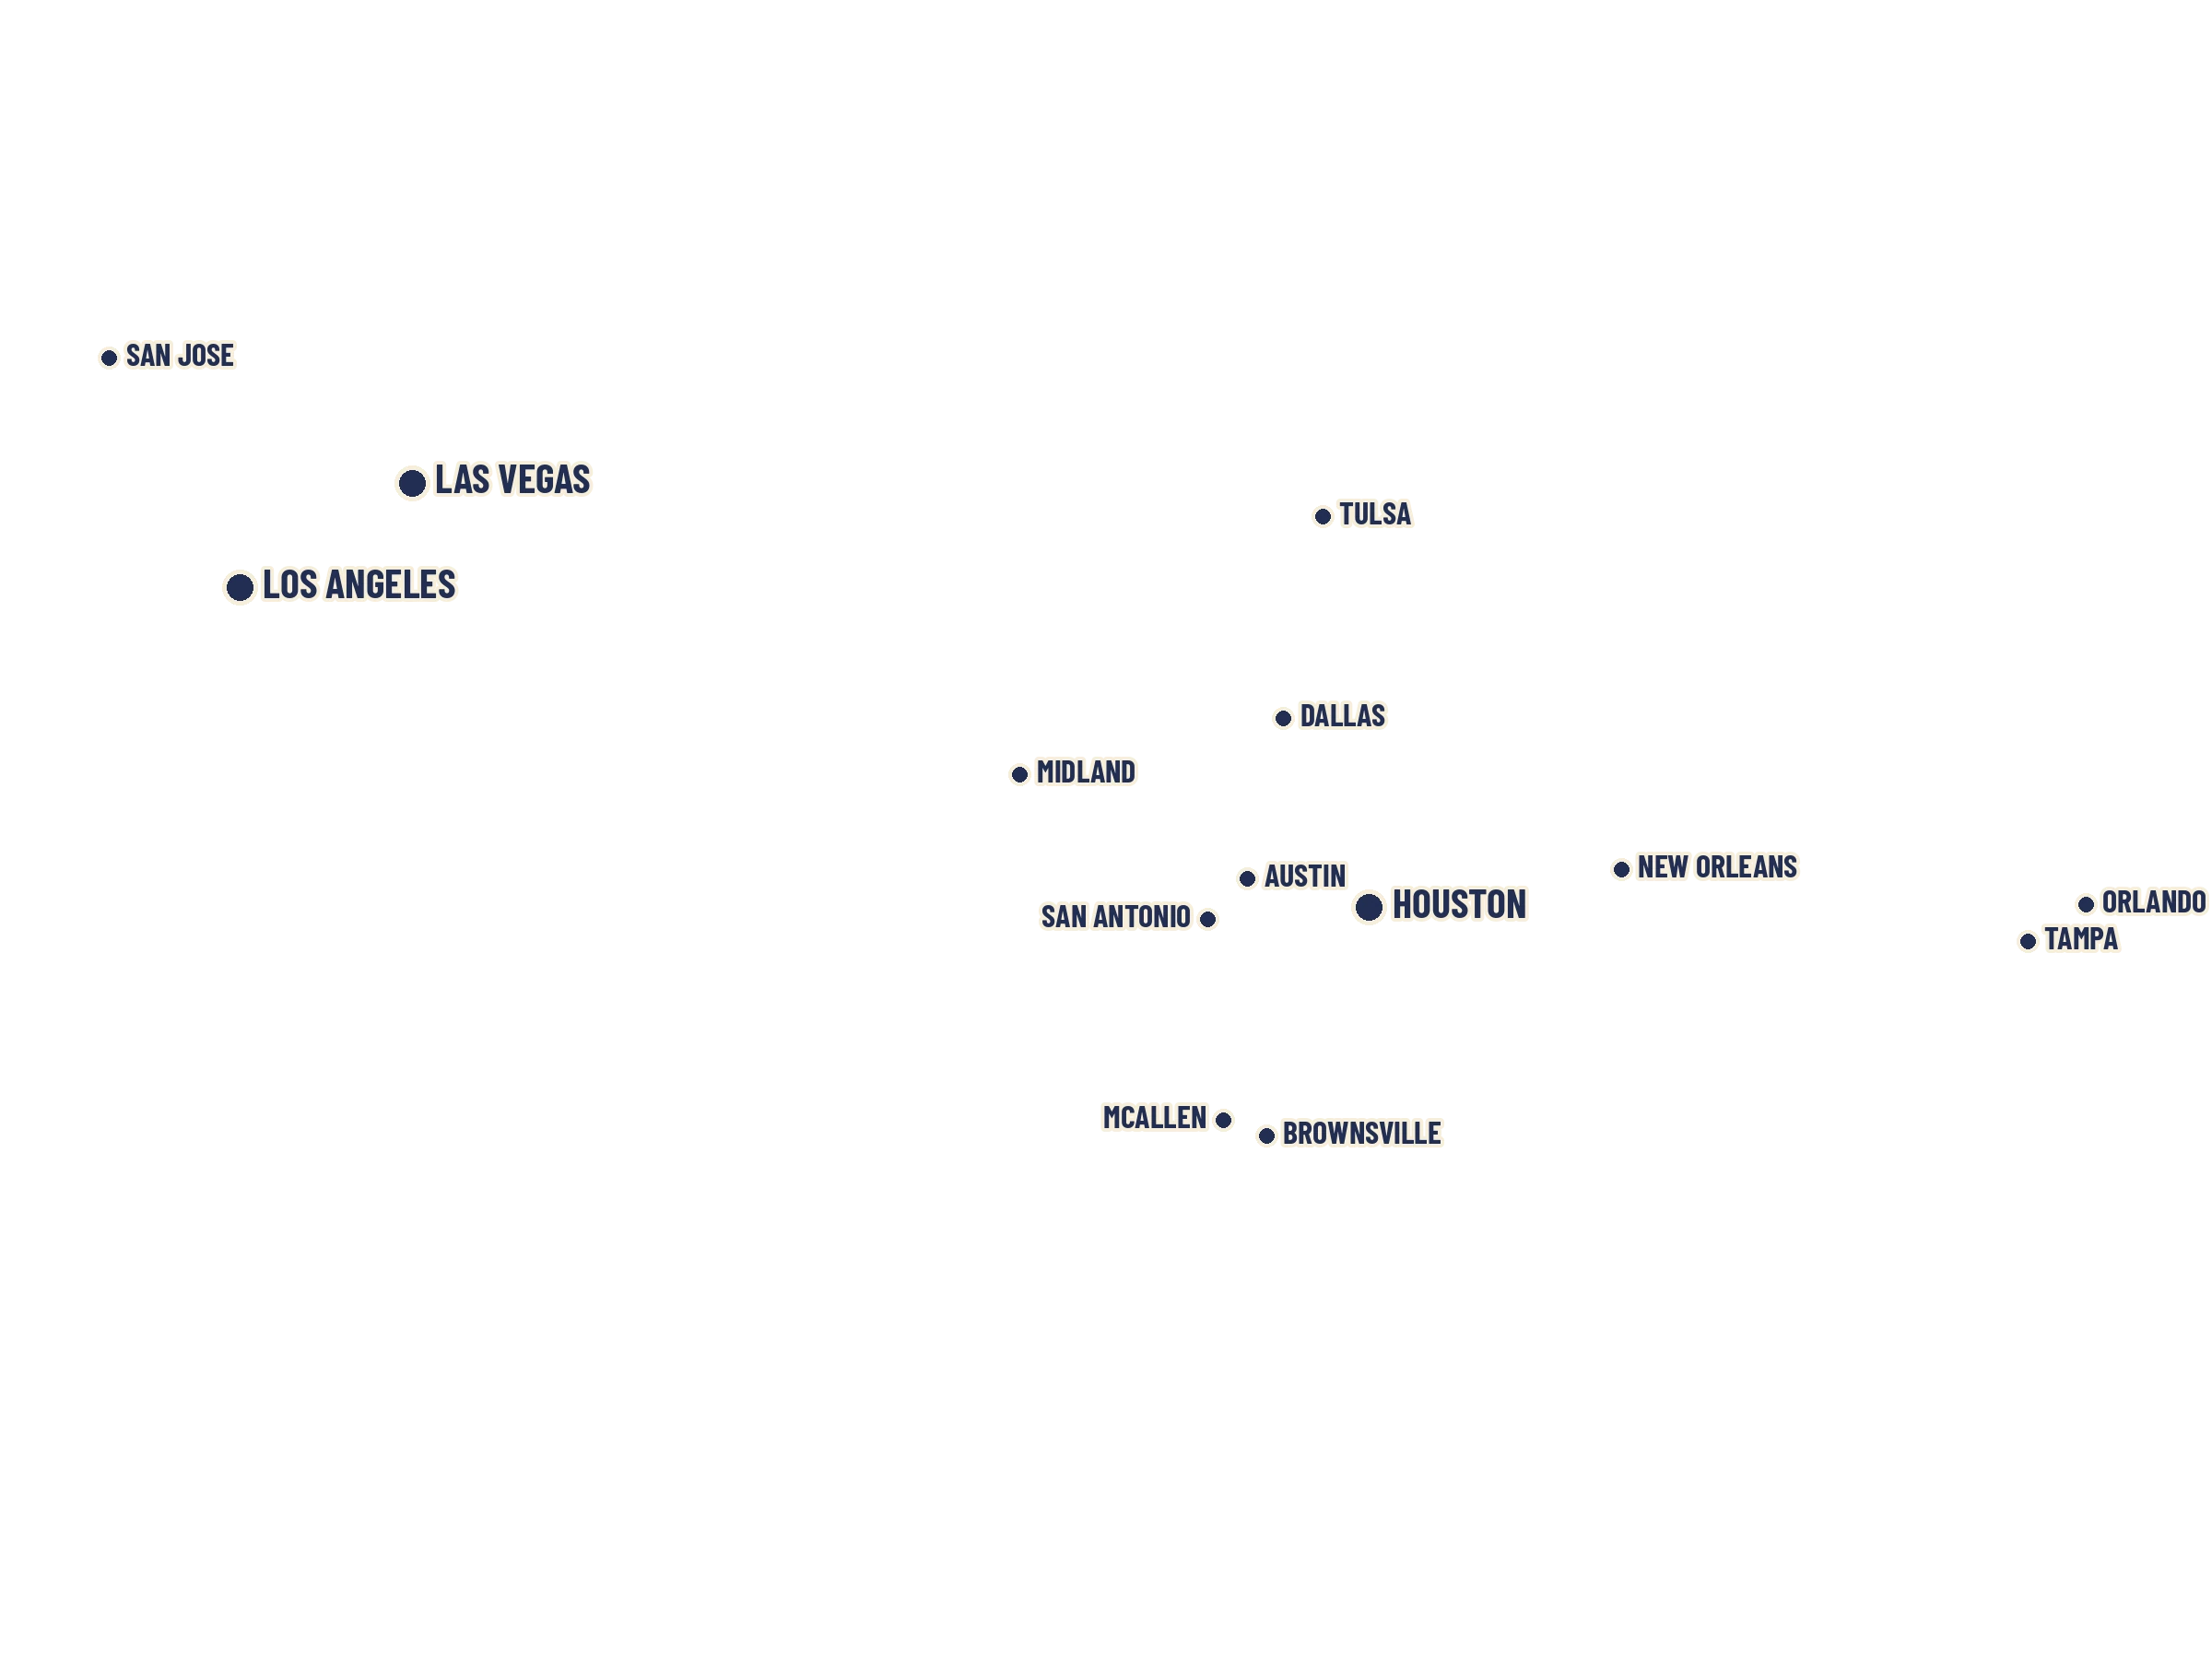 SAN JOSE
LAS VEGAS
TULSA
LOS ANGELES
DALLAS
MIDLAND
NEW ORLEANS
AUSTIN
HOUSTON
ORLANDO
SAN ANTONIO
TAMPA
MCALLEN
BROWNSVILLE